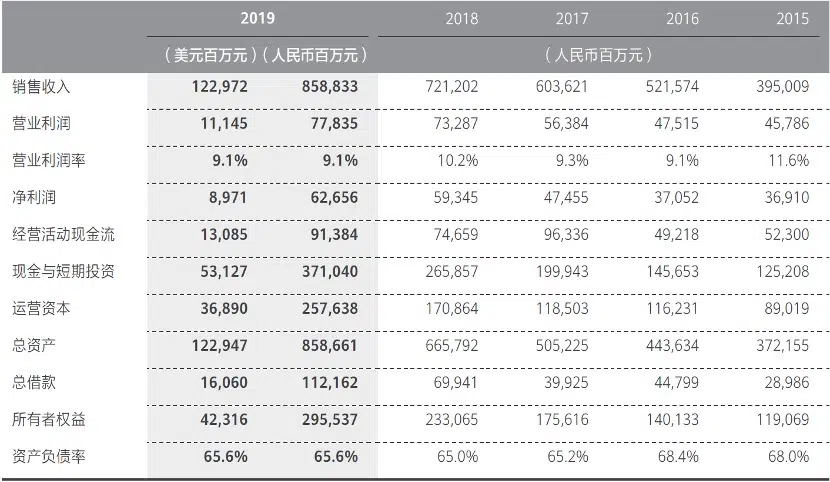 2019 2018 2017 2016 2015
（美元百万元）（人民币百万元） （人民币百万元）
销售收入 122,972 858,833 721,202 603,621 521,574 395,009
营业利润 11,145 77,835 73,287 56,384 47,515 45,786
营业利润率 9.1% 9.1% 10.2% 9.3% 9.1% 11.6%
净利润 8,971 62,656 59,345 47,455 37,052 36,910
经营活动现金流 13,085 91,384 74,659 96,336 49,218 52,300
现金与短期投资 53,127 371,040 265,857 199,943 145,653 125,208
运营资本 36,890 257,638 170,864 118,503 116,231 89,019
总资产 122,947 858,661 665,792 505,225 443,634 372,155
总借款 16,060 112,162 69,941 39,925 44,799 28,986
所有者权益 42,316 295,537 233,065 175,616 140,133 119,069
资产负债率 65.6% 65.6% 65.0% 65.2% 68.4% 68.0%